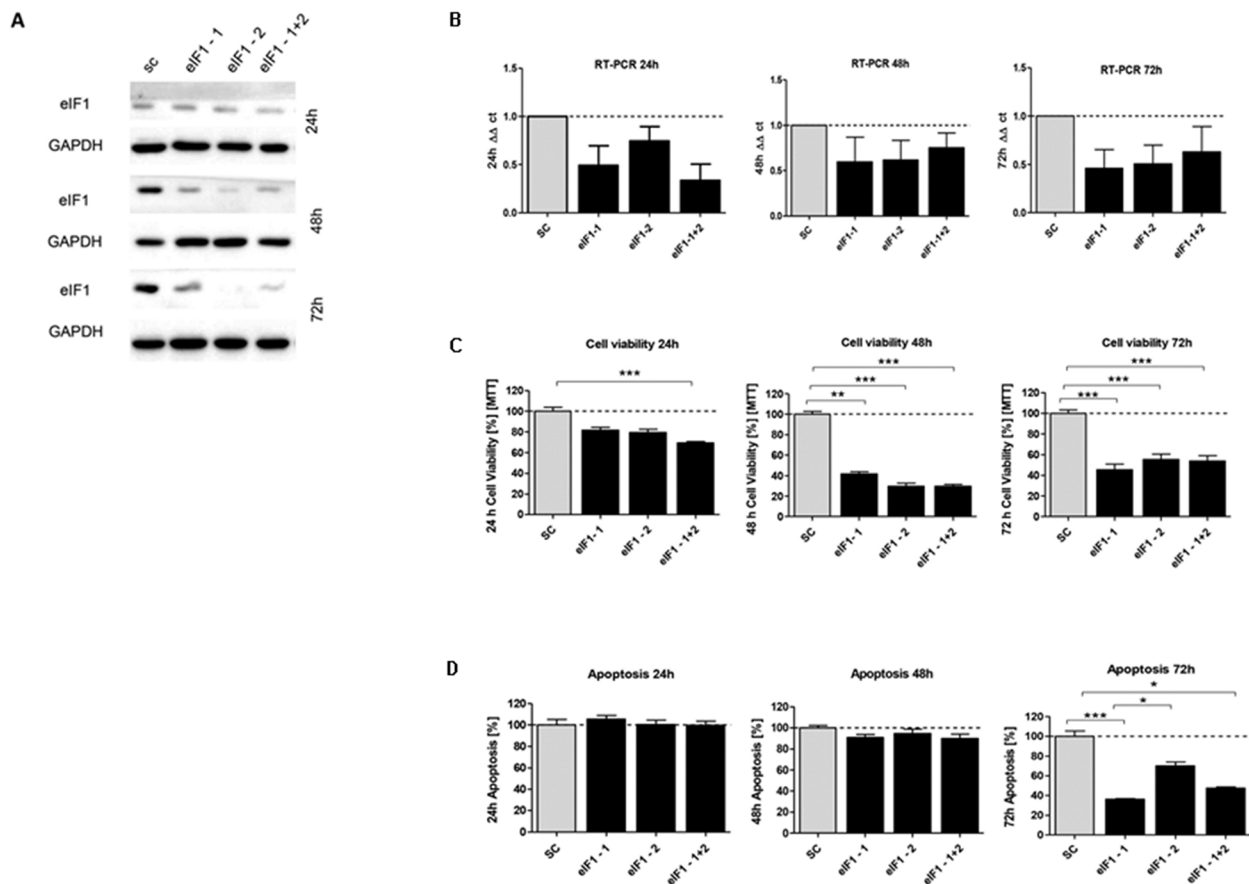 A
sc
eIF1 - 1
eIF1 - 2
eIF1 - 1+2
eIF1
GAPDH
24h
eIF1
GAPDH
48h
eIF1
GAPDH
72h
B
RT-PCR 24h
24h ΔΔ ct
1.5
1.0
0.5
0.0
SC
eIF1-1
eIF1-2
eIF1-1+2
RT-PCR 48h
48h ΔΔ ct
1.5
1.0
0.5
0.0
SC
eIF1-1
eIF1-2
eIF1-1+2
RT-PCR 72h
72h ΔΔ ct
1.5
1.0
0.5
0.0
SC
eIF1-1
eIF1-2
eIF1-1+2
C
Cell viability 24h
24 h Cell Viability [%] [MTT]
120
100
80
60
40
20
0
***
SC
eIF1- 1
eIF1 - 2
eIF1 - 1+2
Cell viability 48h
48 h Cell Viability [%] [MTT]
120
100
80
60
40
20
0
***
***
**
SC
eIF1 - 1
eIF1 - 2
eIF1 - 1+2
Cell viability 72h
72 h Cell Viability [%] [MTT]
120
100
80
60
40
20
0
***
***
***
SC
eIF1 - 1
eIF1 - 2
eIF1 - 1+2
D
Apoptosis 24h
24h Apoptosis [%]
120
100
80
60
40
20
0
SC
eIF1 - 1
eIF1 - 2
eIF1 - 1+2
Apoptosis 48h
48h Apoptosis [%]
120
100
80
60
40
20
0
SC
eIF1 - 1
eIF1 - 2
eIF1 - 1+2
Apoptosis 72h
72h Apoptosis [%]
120
100
80
60
40
20
0
*
*
***
SC
eIF1 - 1
eIF1 - 2
eIF1 - 1+2